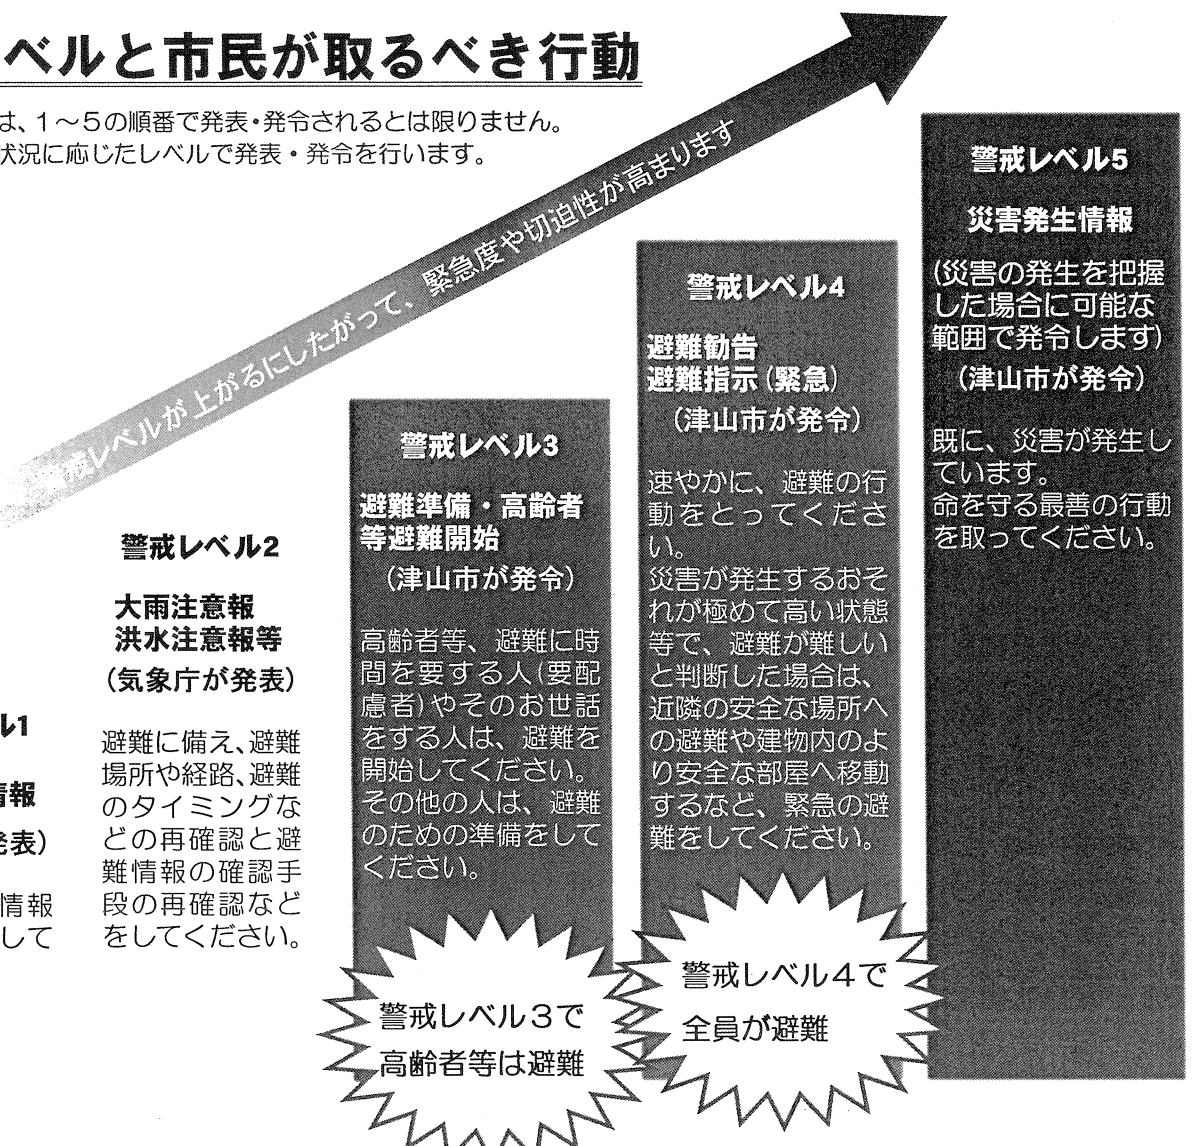 ベルと市民が取るべき行動
は、1～5の順番で発表・発令されるとは限りません。
状況に応じたレベルで発表・発令を行います。
警戒レベルが上がるにしたがって、緊急度や切迫性が高まります
ル1
情報
発表）
情報
して
警戒レベル2
大雨注意報
洪水注意報等
（気象庁が発表）
避難に備え、避難
場所や経路、避難
のタイミングな
どの再確認と避
難情報の確認手
段の再確認など
をしてください。
警戒レベル3
避難準備・高齢者
等避難開始
（津山市が発令）
高齢者等、避難に時
間を要する人(要配
慮者)やそのお世話
をする人は、避難を
開始してください。
その他の人は、避難
のための準備をして
ください。
警戒レベル3で
高齢者等は避難
警戒レベル4
避難勧告
避難指示（緊急）
（津山市が発令）
速やかに、避難の行
動をとってくださ
い。
災害が発生するおそ
れが極めて高い状態
等で、避難が難しい
と判断した場合は、
近隣の安全な場所へ
の避難や建物内のよ
り安全な部屋へ移動
するなど、緊急の避
難をしてください。
警戒レベル4で
全員が避難
警戒レベル5
災害発生情報
(災害の発生を把握
した場合に可能な
範囲で発令します)
（津山市が発令）
既に、災害が発生し
ています。
命を守る最善の行動
を取ってください。